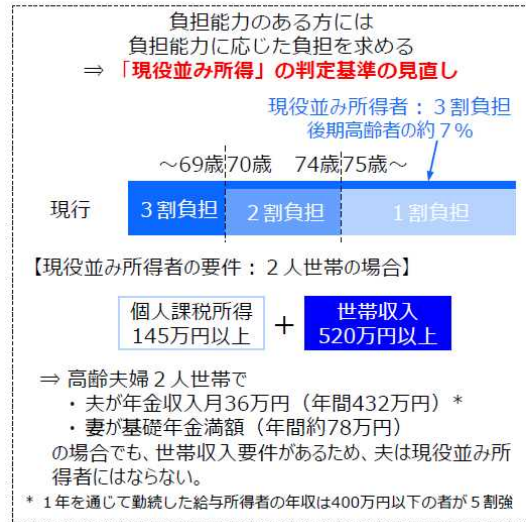 負担能力のある方には
負担能力に応じた負担を求める
⇒ 「現役並み所得」の判定基準の見直し
現役並み所得者：３割負担
後期高齢者の約７%
～69歳 70歳 74歳 75歳～
現行 ３割負担 ２割負担 １割負担
【現役並み所得者の要件：２人世帯の場合】
個人課税所得
145万円以上
+
世帯収入
520万円以上
⇒ 高齢夫婦２人世帯で
・ 夫が年金収入月36万円（年間432万円）*
・ 妻が基礎年金満額（年間約78万円）
の場合でも、世帯収入要件があるため、夫は現役並み所
得者にはならない。
* １年を通じて勤続した給与所得者の年収は400万円以下の者が５割強